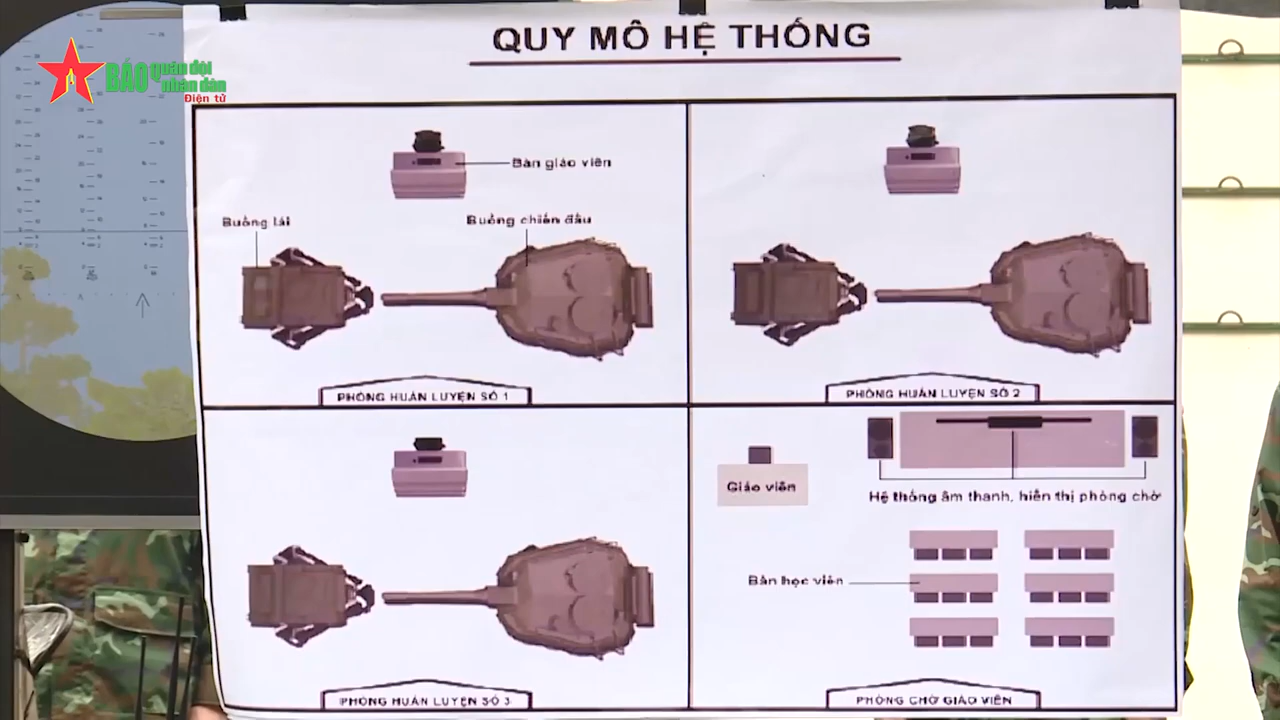 QUY MÔ HỆ THỐNG
BÁO quân đội
nhân dân
Điện tử
Bàn giáo viên
Buồng lái
Buồng chiến đấu
PHÒNG HUẤN LUYỆN SỐ 1
PHÒNG HUẤN LUYỆN SỐ 2
Giáo viên
Hệ thống âm thanh, hiển thị phòng chờ
Bàn học viên
PHÒNG HUẤN LUYỆN SỐ 3
PHÒNG CHỜ GIÁO VIÊN